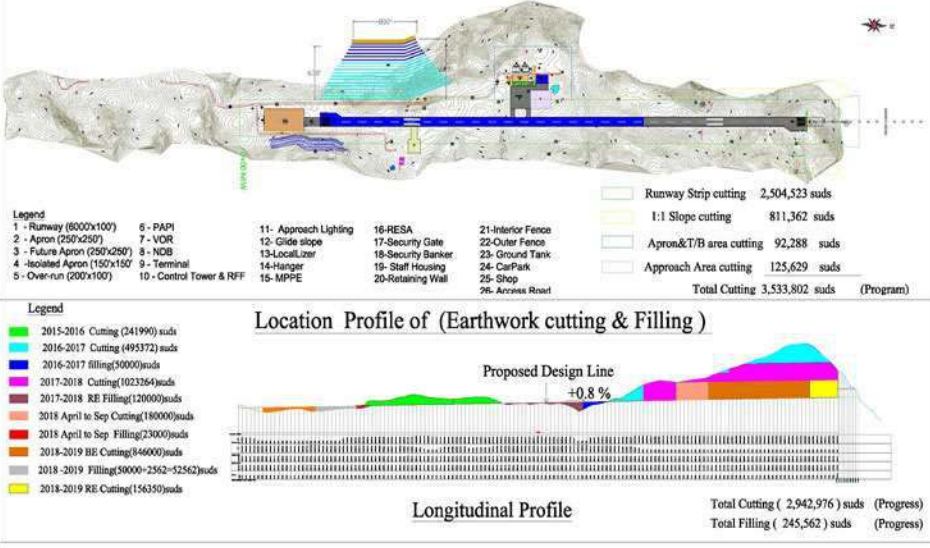 800'
Runway Strip cutting 2,504,523 suds
1:1 Slope cutting 811,362 suds
Apron&T/B area cutting 92,288 suds
Approach Area cutting 125,629 suds
Total Cutting 3,533,802 suds (Program)
Legend
1 - Runway (6000'x100')
2 - Apron (250'x250')
3 - Future Apron (250'x250')
4 -Isolated Apron (150'x150'
5 - Over-run (200'x100')
6 - PAPI
7 - VOR
8 - NDB
9 - Terminal
10 - Control Tower & RFF
11- Approach Lighting
12- Glide slope
13-LocalLizer
14-Hanger
15- MPPE
16-RESA
17-Security Gate
18-Security Banker
19- Staff Housing
20-Retaining Wall
21-Interior Fence
22-Outer Fence
23- Ground Tank
24- CarPark
25- Shop
26- Access Road
Legend
2015-2016 Cutting (241990) suds
2016-2017 Cutting (495372) suds
2016-2017 filling(50000)suds
2017-2018 Cutting(1023264)suds
2017-2018 RE Filling(120000)suds
2018 April to Sep Cutting(180000)suds
2018 April to Sep Filling(23000)suds
2018-2019 BE Cutting(846000)suds
2018 -2019 Filling(50000+2562=52562)suds
2018-2019 RE Cutting(156350)suds
Location Profile of (Earthwork cutting & Filling )
Proposed Design Line
+0.8 %
Longitudinal Profile
Total Cutting ( 2,942,976 ) suds (Progress)
Total Filling ( 245,562 ) suds (Progress)